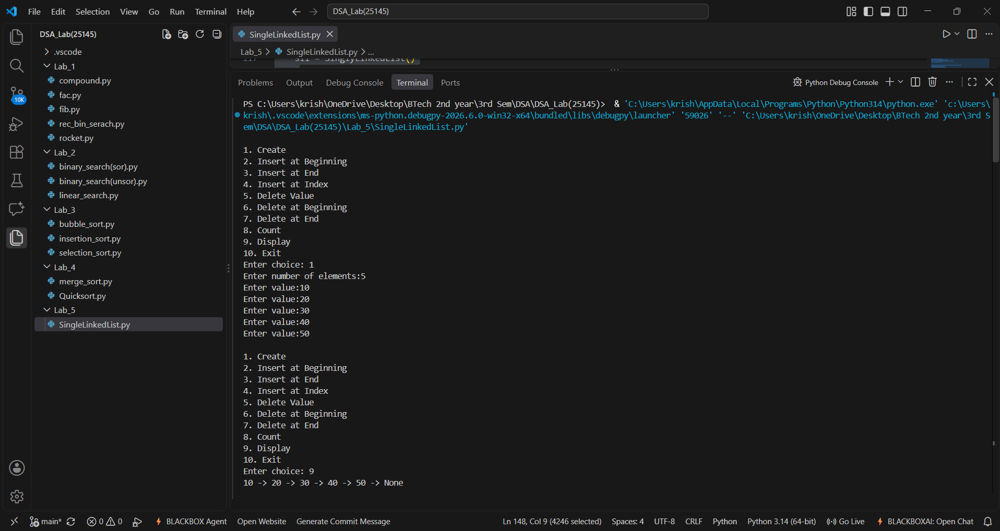 File Edit Selection View Go Run Terminal Help
DSA_Lab(25145)
DSA_Lab(25145)
.vscode
Lab_1
compound.py
fac.py
fib.py
rec_bin_serach.py
rocket.py
Lab_2
binary_search(sor).py
binary_search(unsor).py
linear_search.py
Lab_3
bubble_sort.py
insertion_sort.py
selection_sort.py
Lab_4
merge_sort.py
Quicksort.py
Lab_5
SingleLinkedList.py
10K
SingleLinkedList.py
Lab_5 > SingleLinkedList.py > ...
117 sll = SinglyLinkedList()
Problems Output Debug Console Terminal Ports
Python Debug Console
PS C:\Users\krish\OneDrive\Desktop\BTech 2nd year\3rd Sem\DSA\DSA_Lab(25145)> & 'C:\Users\krish\AppData\Local\Programs\Python\Python314\python.exe' 'c:\Users\
krish\.vscode\extensions\ms-python.debugpy-2026.6.0-win32-x64\bundled\libs\debugpy\launcher' '59026' '--' 'C:\Users\krish\OneDrive\Desktop\BTech 2nd year\3rd S
em\DSA\DSA_Lab(25145)\Lab_5\SingleLinkedList.py'
1. Create
2. Insert at Beginning
3. Insert at End
4. Insert at Index
5. Delete Value
6. Delete at Beginning
7. Delete at End
8. Count
9. Display
10. Exit
Enter choice: 1
Enter number of elements:5
Enter value:10
Enter value:20
Enter value:30
Enter value:40
Enter value:50
1. Create
2. Insert at Beginning
3. Insert at End
4. Insert at Index
5. Delete Value
6. Delete at Beginning
7. Delete at End
8. Count
9. Display
10. Exit
Enter choice: 9
10 -> 20 -> 30 -> 40 -> 50 -> None
main* 0 0 BLACKBOX Agent Open Website Generate Commit Message Ln 148, Col 9 (4246 selected) Spaces: 4 UTF-8 CRLF Python Python 3.14 (64-bit) Go Live BLACKBOXAI: Open Chat